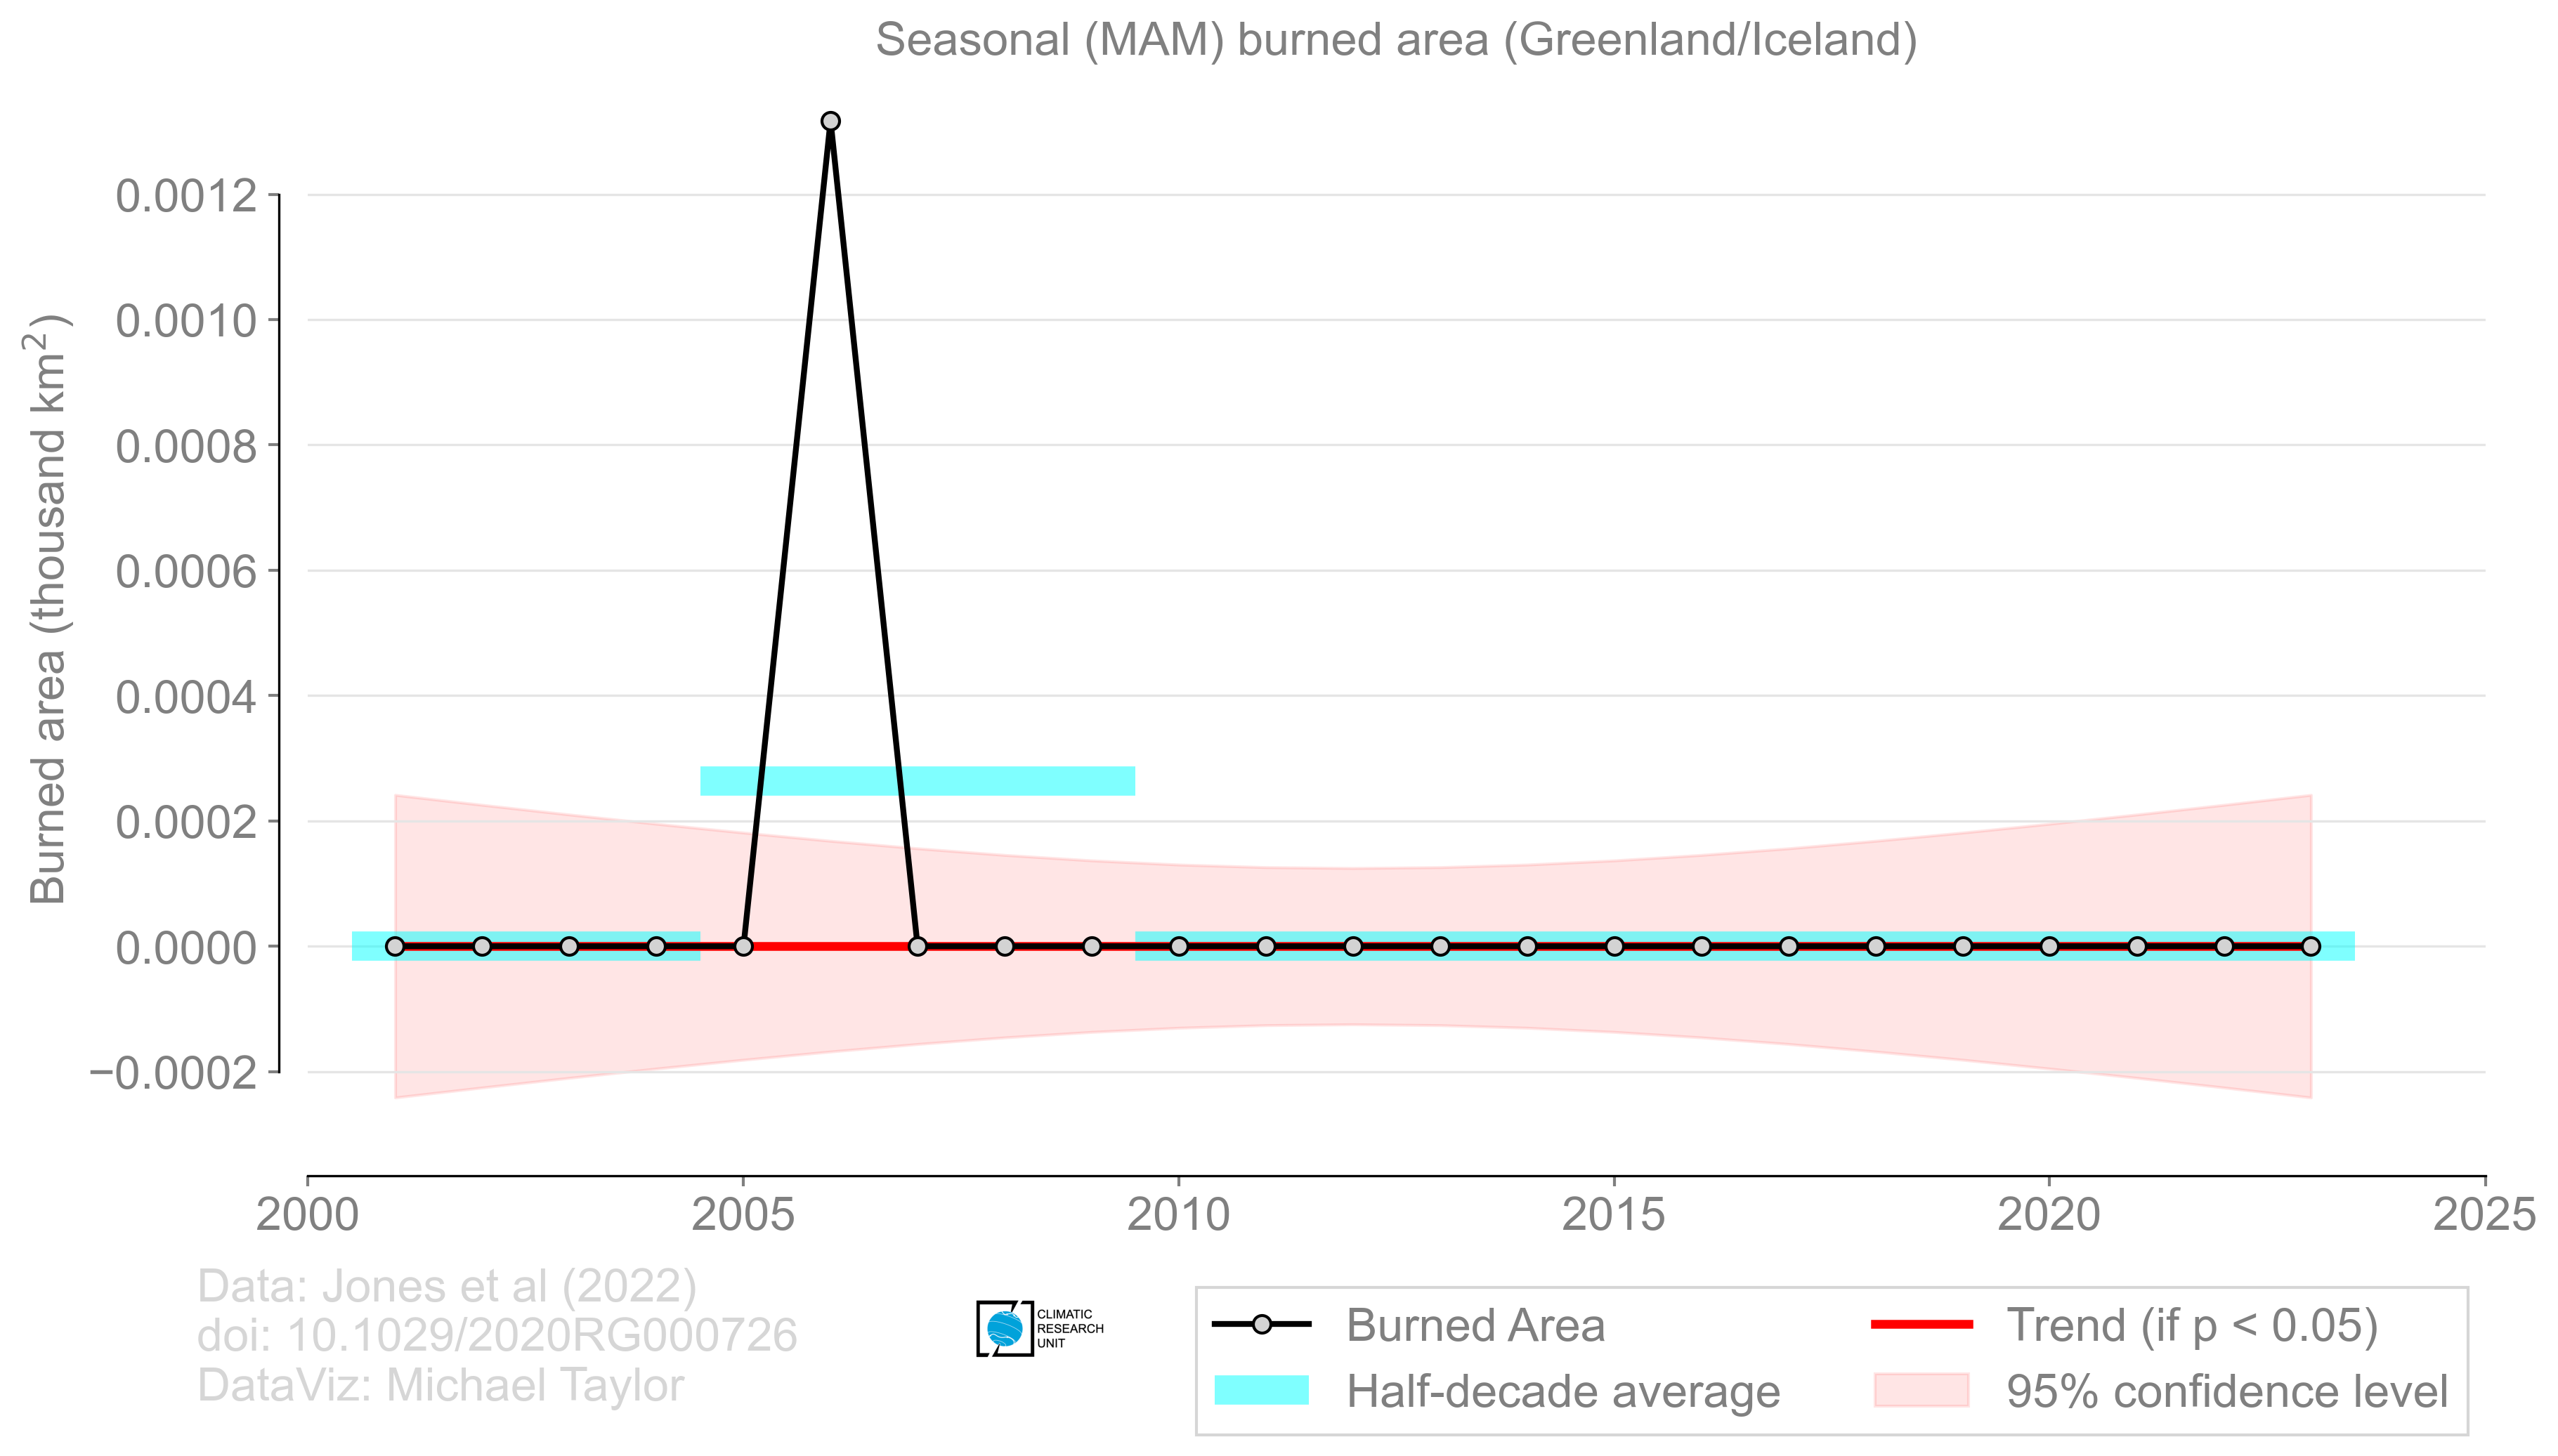 Seasonal (MAM) burned area (Greenland/Iceland)
Burned area (thousand km²)
0.0012
0.0010
0.0008
0.0006
0.0004
0.0002
0.0000
−0.0002
2000 2005 2010 2015 2020 2025
Data: Jones et al (2022)
doi: 10.1029/2020RG000726
DataViz: Michael Taylor
CLIMATIC
RESEARCH
UNIT
Burned Area
Half-decade average
Trend (if p < 0.05)
95% confidence level